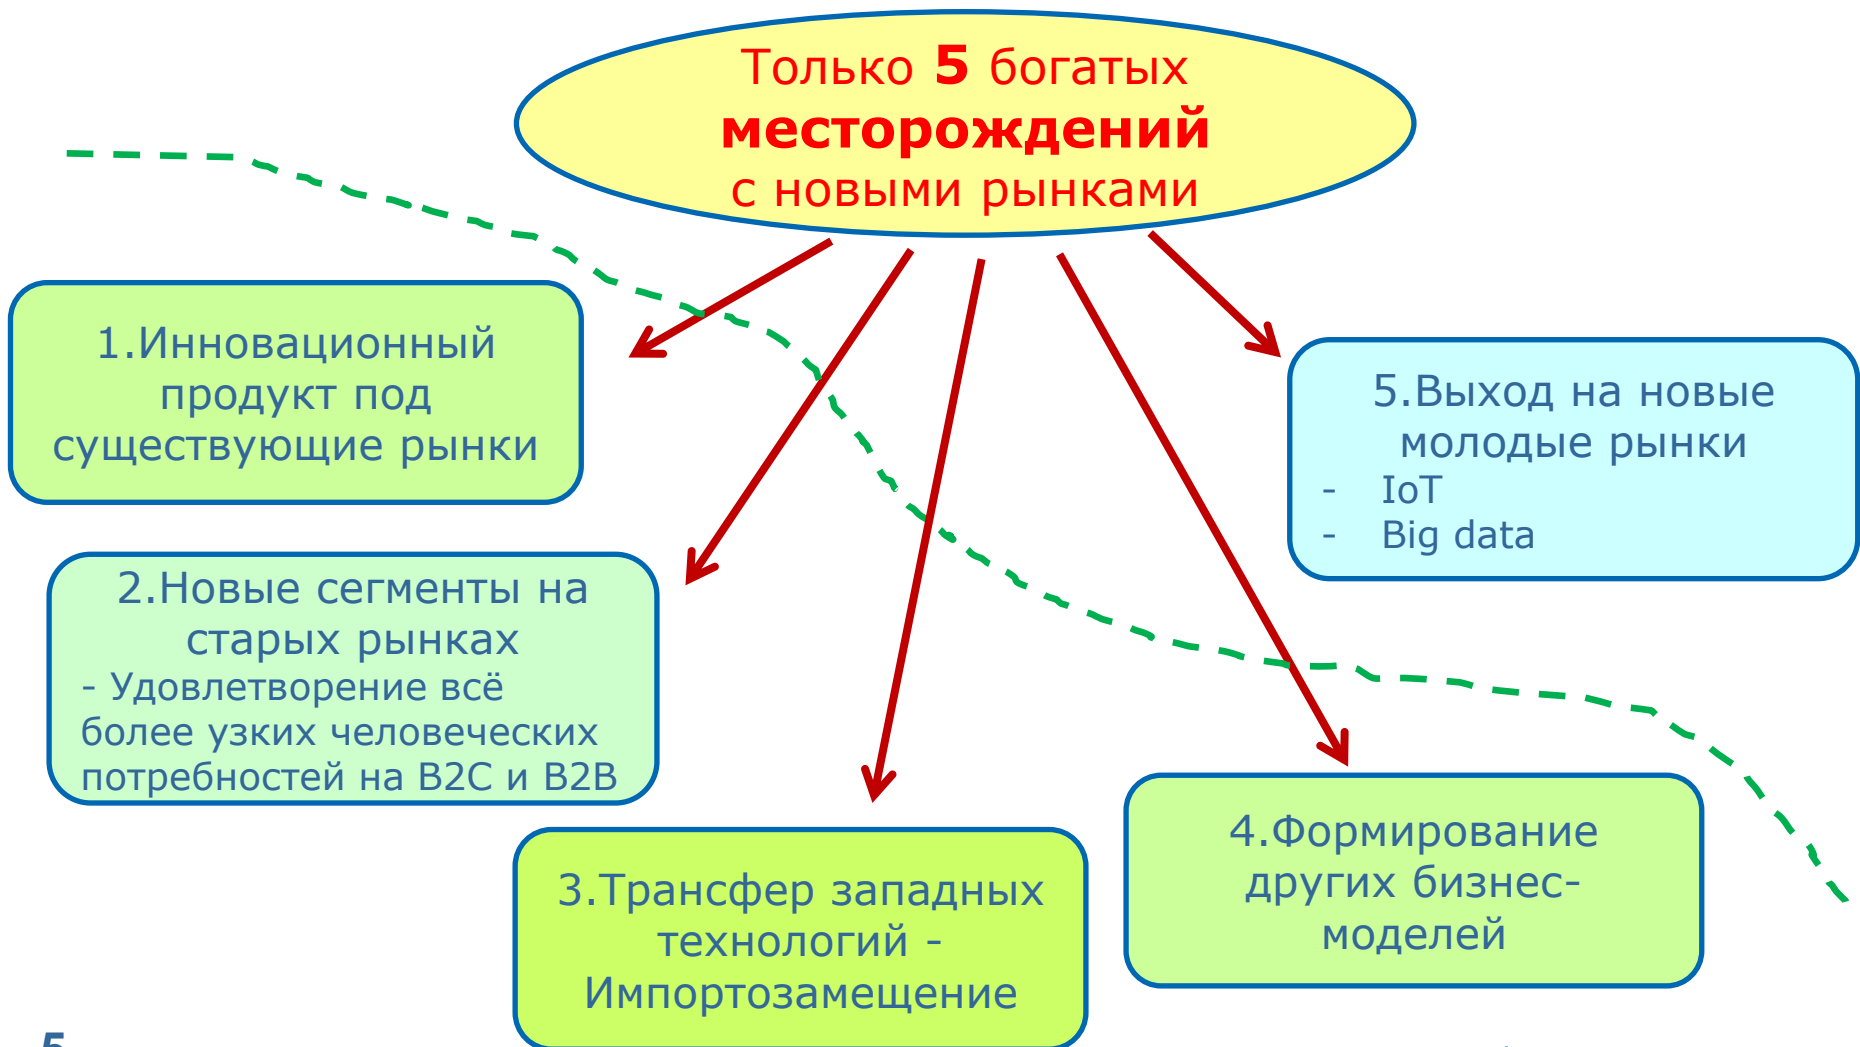 Только 5 богатых
месторождений
с новыми рынками
1.Инновационный
продукт под
существующие рынки
5.Выход на новые
молодые рынки
- IoT
- Big data
2.Новые сегменты на
старых рынках
- Удовлетворение всё
более узких человеческих
потребностей на B2C и B2B
4.Формирование
других бизнес-
моделей
3.Трансфер западных
технологий -
Импортозамещение
5